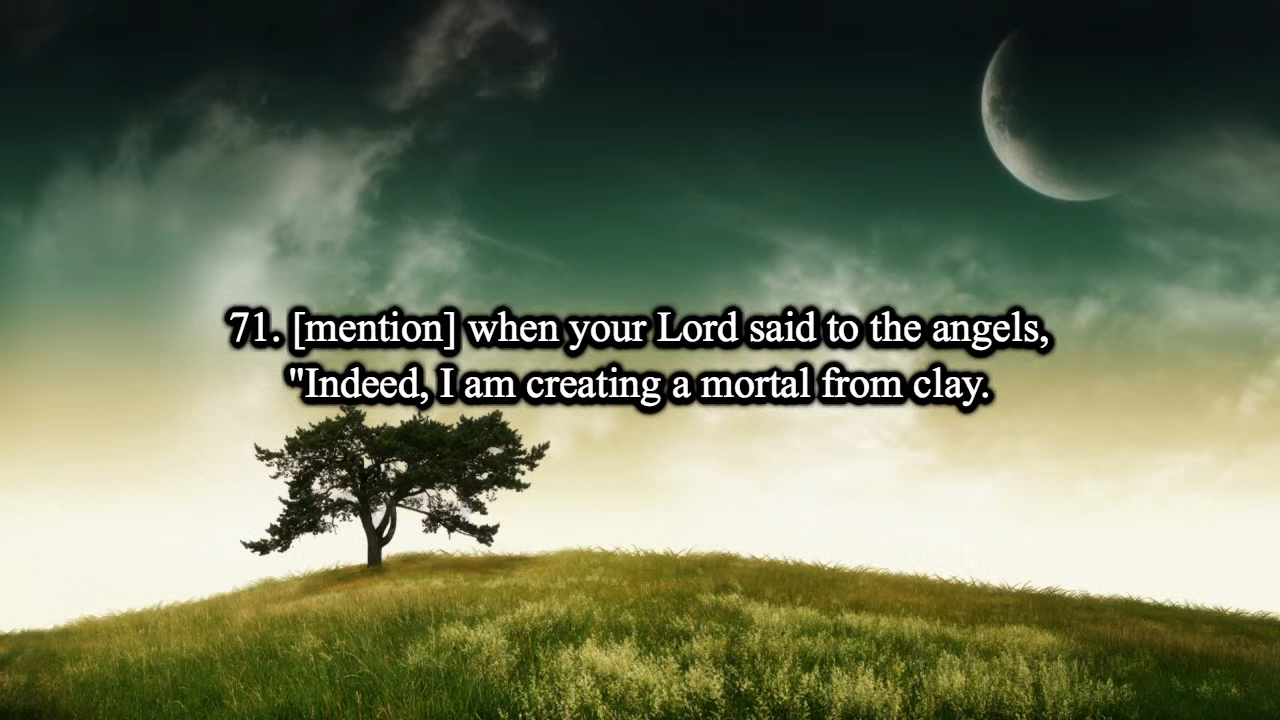 71. [mention] when your Lord said to the angels,
"Indeed, I am creating a mortal from clay.